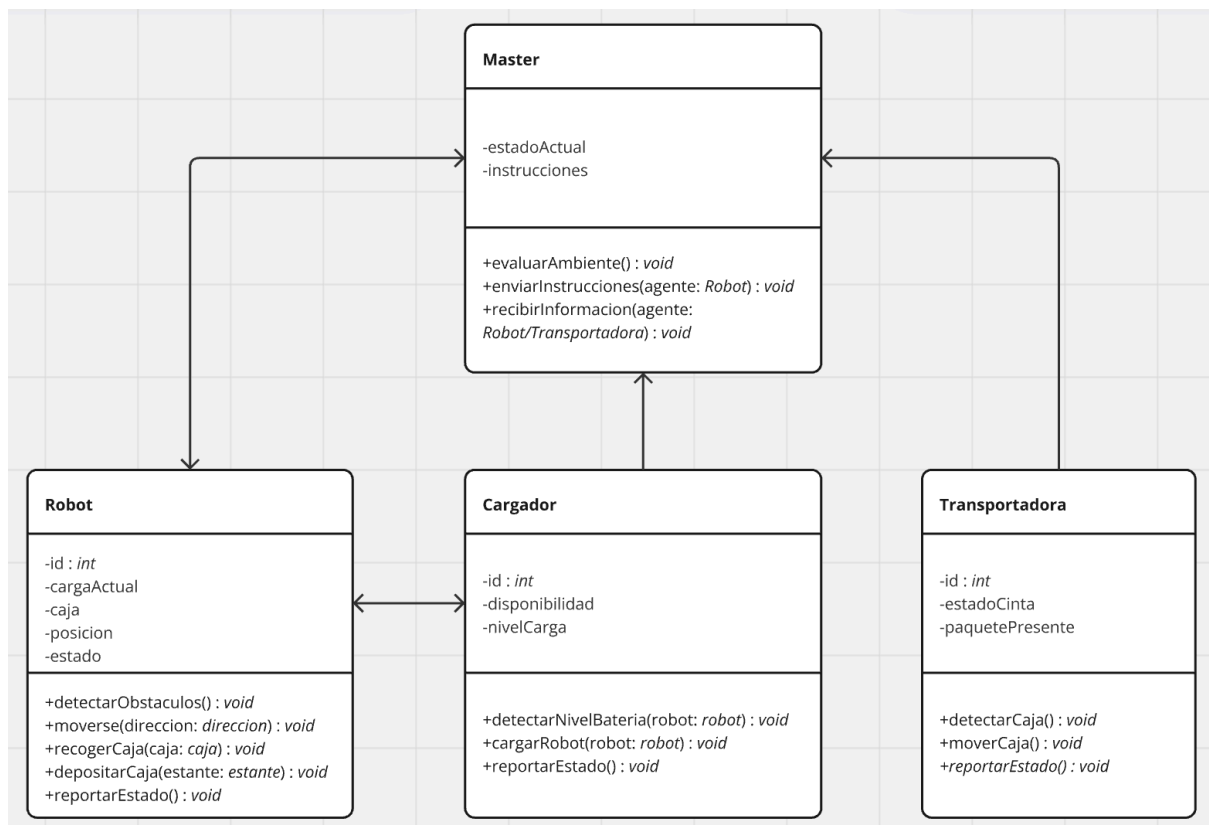 Master
-estadoActual
-instrucciones
+evaluarAmbiente() : void
+enviarInstrucciones(agente: Robot) : void
+recibirInformacion(agente:
Robot/Transportadora) : void
Robot
-id : int
-cargaActual
-caja
-posicion
-estado
+detectarObstaculos() : void
+moverse(direccion: direccion) : void
+recogerCaja(caja: caja) : void
+depositarCaja(estante: estante) : void
+reportarEstado() : void
Cargador
-id : int
-disponibilidad
-nivelCarga
+detectarNivelBateria(robot: robot) : void
+cargarRobot(robot: robot) : void
+reportarEstado() : void
Transportadora
-id : int
-estadoCinta
-paquetePresente
+detectarCaja() : void
+moverCaja() : void
+reportarEstado() : void